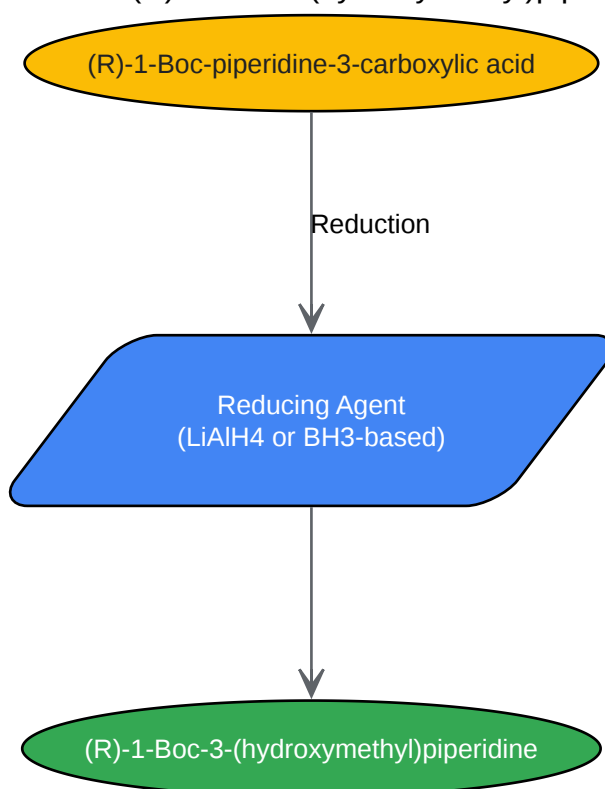 (R)-1-Boc-piperidine-3-carboxylic acid
Reduction
Reducing Agent
(LiAlH4 or BH3-based)
(R)-1-Boc-3-(hydroxymethyl)piperidine